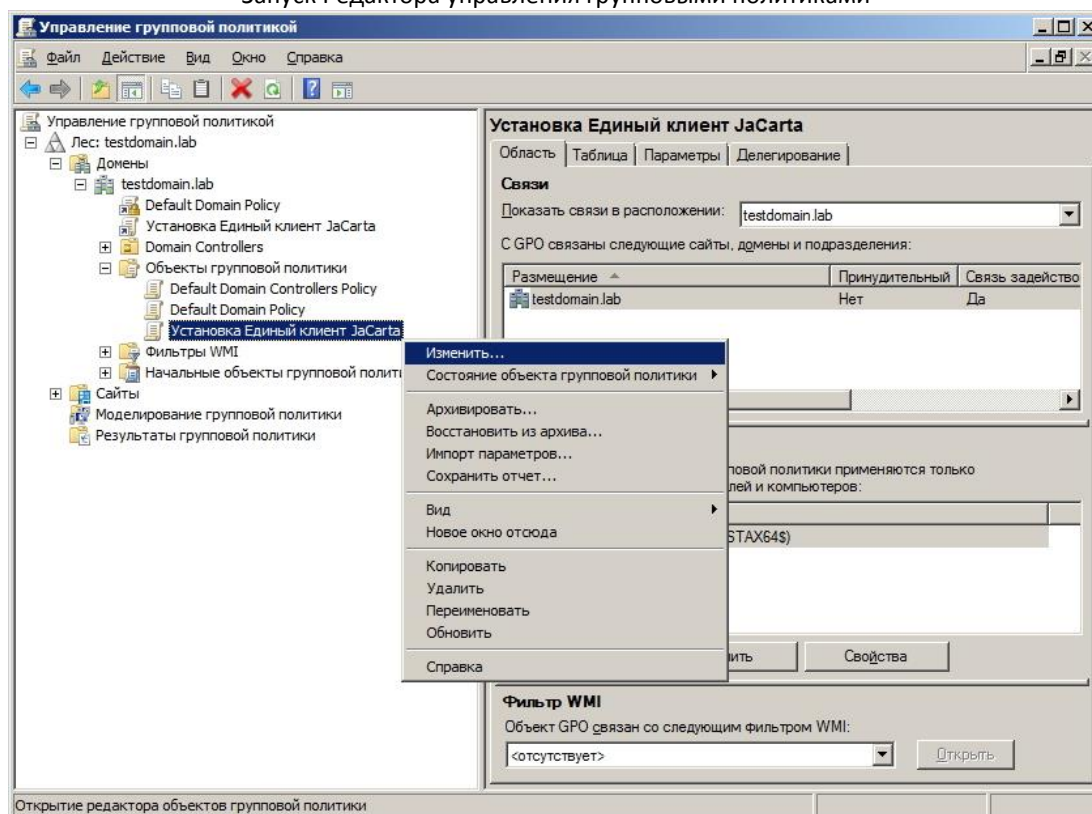 Запуск Редактора управления групповыми политиками
Управление групповой политикой
Файл Действие Вид Окно Справка
Управление групповой политикой
Лес: testdomain.lab
Домены
testdomain.lab
Default Domain Policy
Установка Единый клиент JaCarta
Domain Controllers
Объекты групповой политики
Default Domain Controllers Policy
Default Domain Policy
Установка Единый клиент JaCarta
Фильтры WMI
Начальные объекты групповой полити
Сайты
Моделирование групповой политики
Результаты групповой политики
Изменить...
Состояние объекта групповой политики
Архивировать...
Восстановить из архива...
Импорт параметров...
Сохранить отчет...
Вид
Новое окно отсюда
Копировать
Удалить
Переименовать
Обновить
Справка
Установка Единый клиент JaCarta
Область Таблица Параметры Делегирование
Связи
Показать связи в расположении: testdomain.lab
С GPO связаны следующие сайты, домены и подразделения:
Размещение Принудительный Связь задейство
testdomain.lab Нет Да
повой политики применяются только
лей и компьютеров:
STAX64$)
ить Свойства
Фильтр WMI
Объект GPO связан со следующим фильтром WMI:
<отсутствует> Открыть
Открытие редактора объектов групповой политики